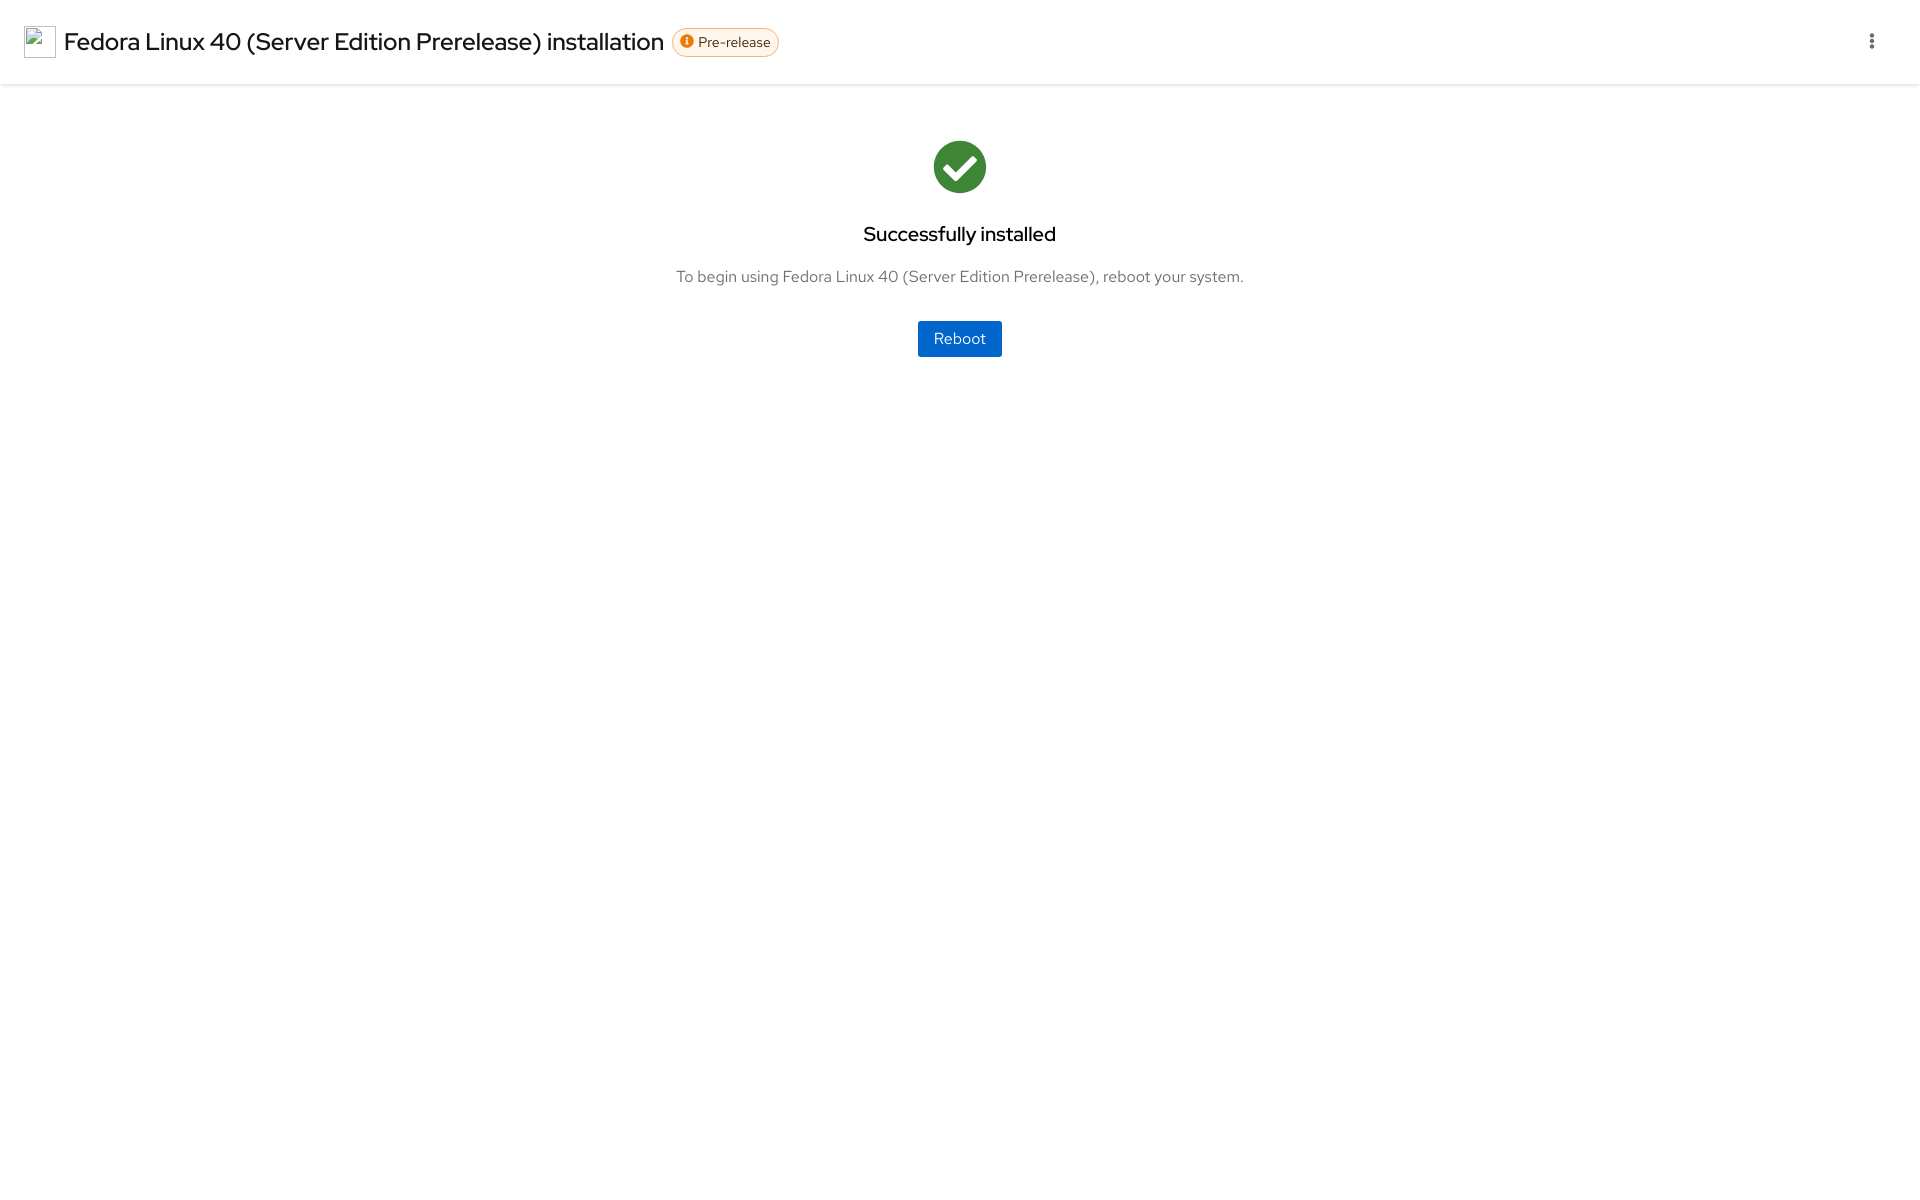 Fedora Linux 40 (Server Edition Prerelease) installation
Pre-release
Successfully installed
To begin using Fedora Linux 40 (Server Edition Prerelease), reboot your system.
Reboot